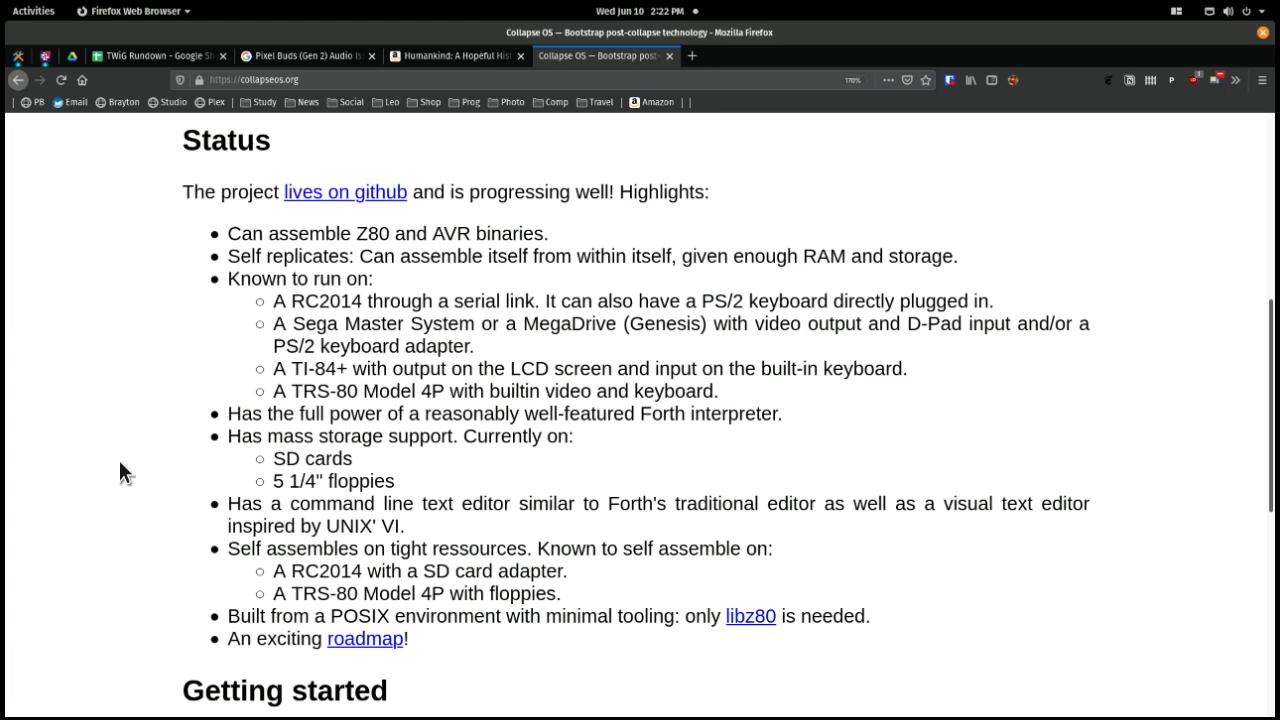 Activities
Firefox Web Browser
Wed Jun 10 2:22 PM
Collapse OS — Bootstrap post-collapse technology - Mozilla Firefox
TWiG Rundown - Google Sh
Pixel Buds (Gen 2) Audio Is
Humankind: A Hopeful His
Collapse OS — Bootstrap post-
https://collapseos.org
170%
PB
Email
Brayton
Studio
Plex
Study
News
Social
Leo
Shop
Prog
Photo
Comp
Travel
Amazon
Status
The project lives on github and is progressing well! Highlights:
Can assemble Z80 and AVR binaries.
Self replicates: Can assemble itself from within itself, given enough RAM and storage.
Known to run on:
A RC2014 through a serial link. It can also have a PS/2 keyboard directly plugged in.
A Sega Master System or a MegaDrive (Genesis) with video output and D-Pad input and/or a
PS/2 keyboard adapter.
A TI-84+ with output on the LCD screen and input on the built-in keyboard.
A TRS-80 Model 4P with builtin video and keyboard.
Has the full power of a reasonably well-featured Forth interpreter.
Has mass storage support. Currently on:
SD cards
5 1/4" floppies
Has a command line text editor similar to Forth's traditional editor as well as a visual text editor
inspired by UNIX' VI.
Self assembles on tight ressources. Known to self assemble on:
A RC2014 with a SD card adapter.
A TRS-80 Model 4P with floppies.
Built from a POSIX environment with minimal tooling: only libz80 is needed.
An exciting roadmap!
Getting started